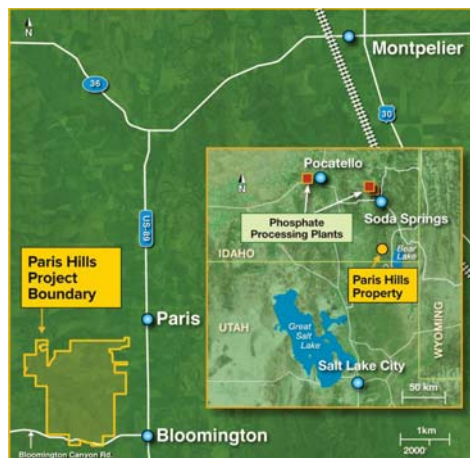 N
Montpelier
36
30
US-89
Paris Hills
Project
Boundary
Paris
Bloomington
Bloomington Canyon Rd.
N
Pocatello
Phosphate
Processing Plants
Soda Springs
IDAHO
Bear
Lake
Paris Hills
Property
UTAH
WYOMING
Great
Salt
Lake
Salt Lake City
50 km
1km
2000'